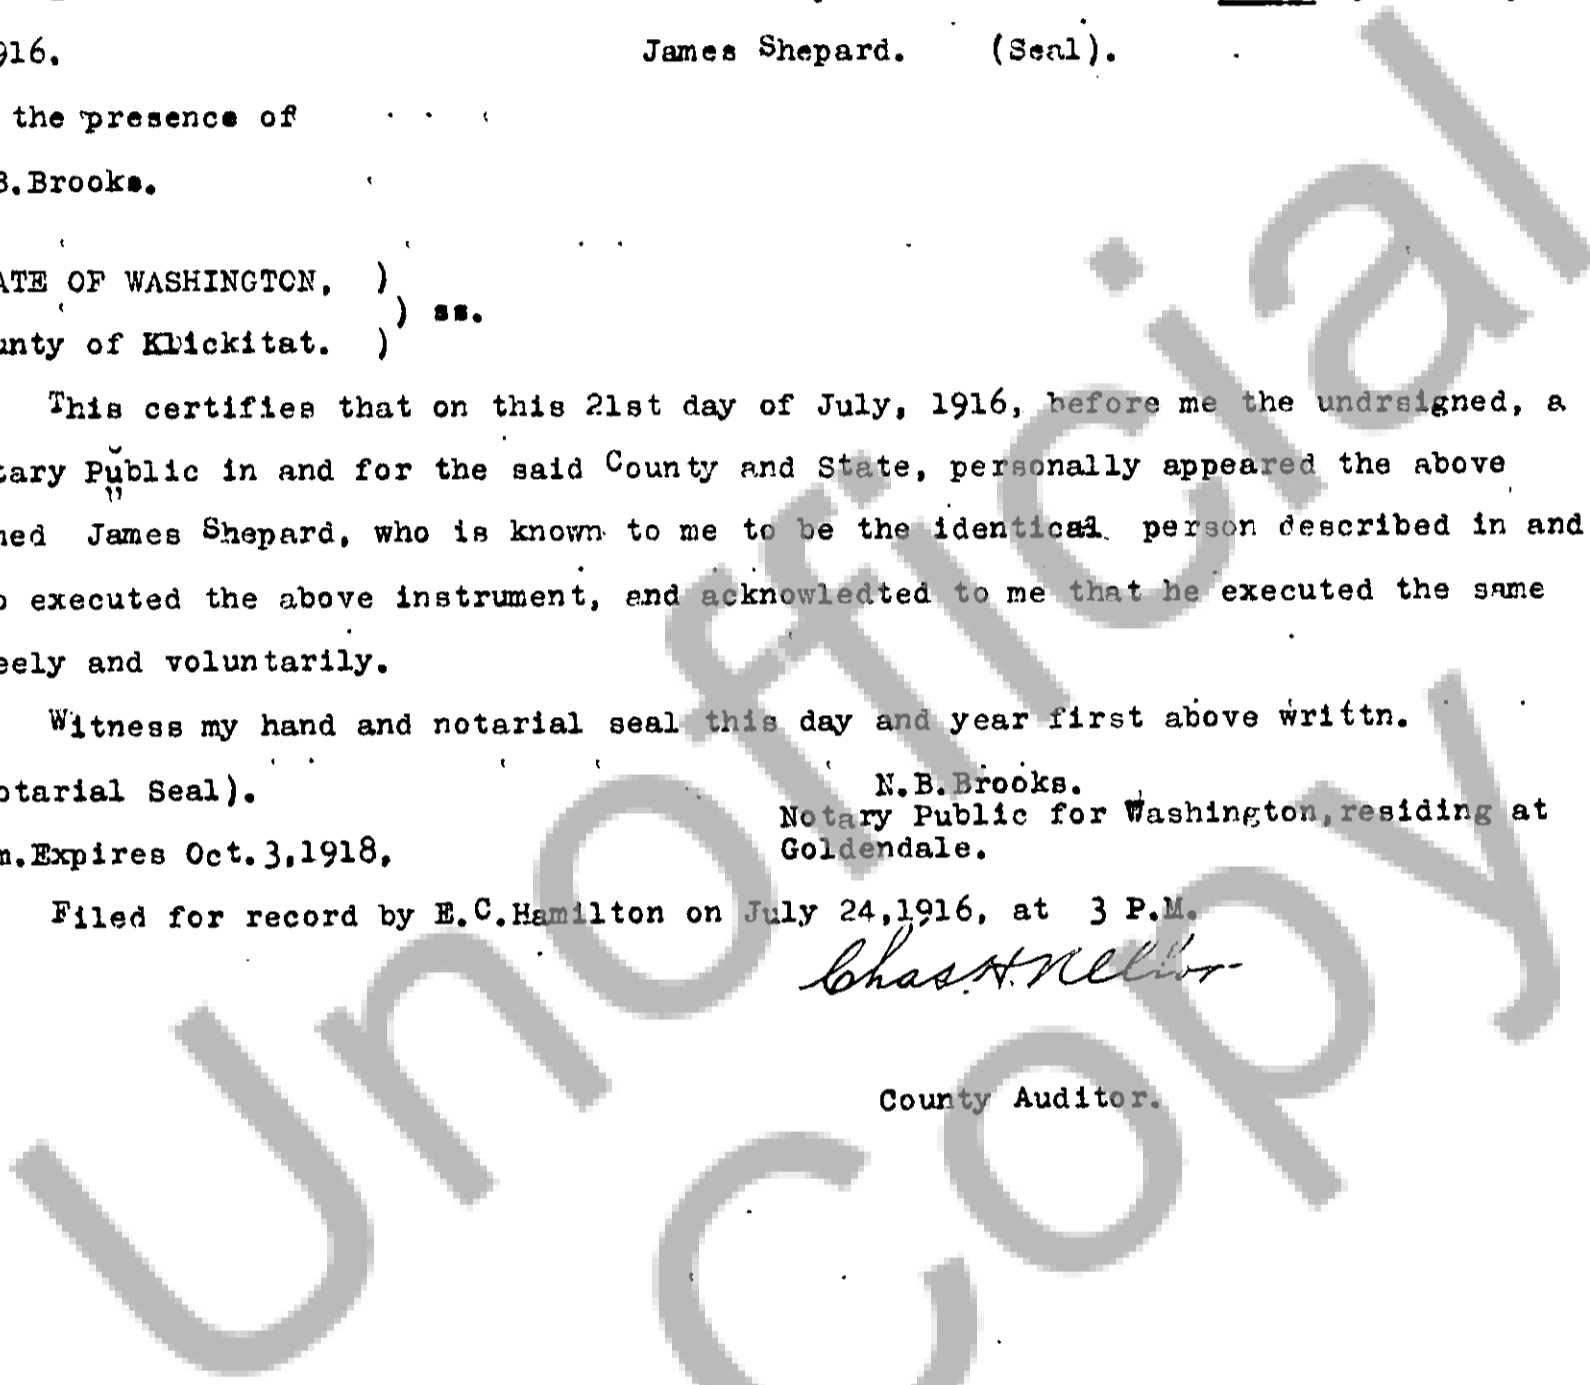 916.    James Shepard.    (Seal).
the presence of
B.Brooks.
ATE OF WASHINGTON, )
) ss.
unty of Klickitat. )
This certifies that on this 21st day of July, 1916, before me the undrsigned, a
tary Public in and for the said County and State, personally appeared the above
ned James Shepard, who is known to me to be the identical person described in and
o executed the above instrument, and acknowledted to me that he executed the same
eely and voluntarily.
Witness my hand and notarial seal this day and year first above writtn.
otarial Seal).    N.B.Brooks.
Notary Public for Washington,residing at
m.Expires Oct.3,1918,    Goldendale.
Filed for record by E.C.Hamilton on July 24,1916, at 3 P.M.
Chas. H. Nellor
County Auditor.
Unofficial
Copy